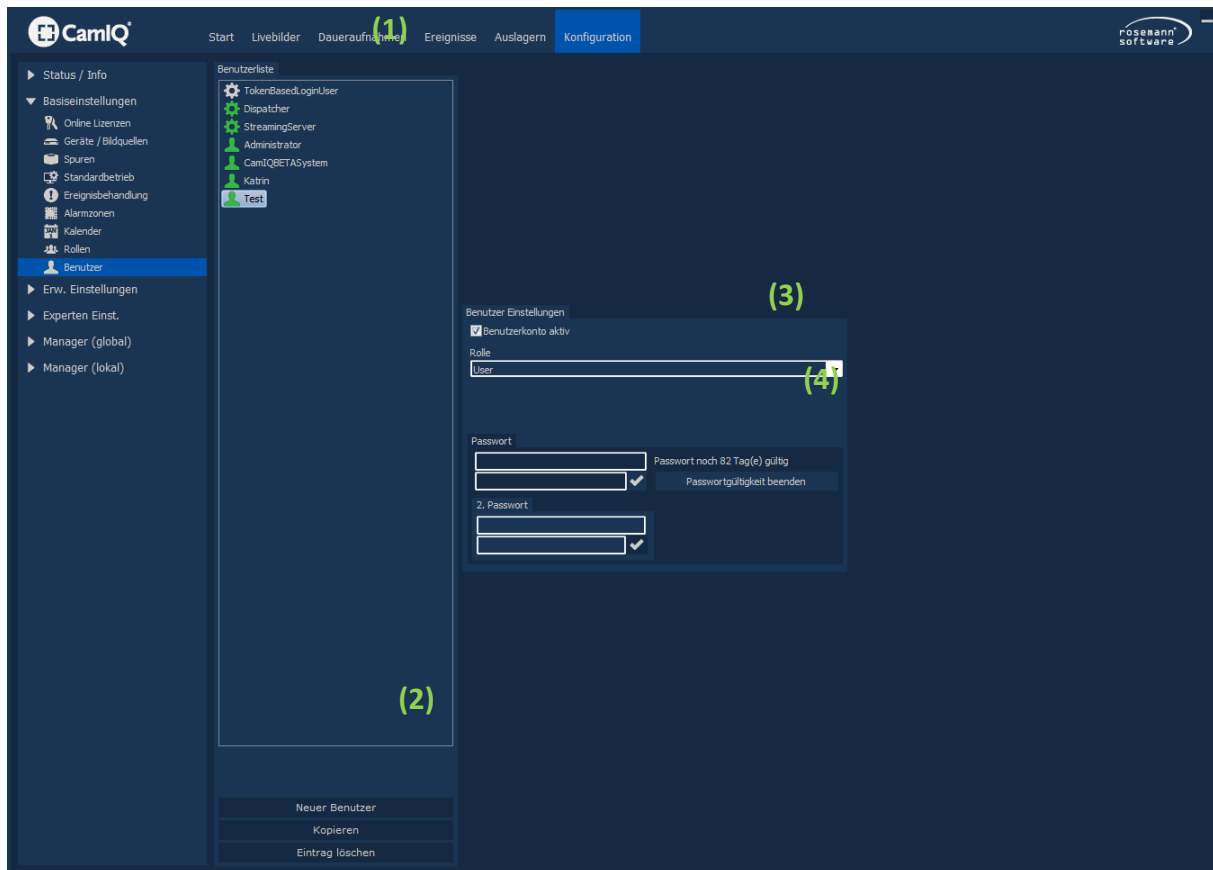 CamIQ
Start Livebilder Daueraufnahmen Ereignisse Auslagern Konfiguration
(1)
rosemann
software
Status / Info
Basiseinstellungen
Online Lizenzen
Geräte / Bildquellen
Spuren
Standardbetrieb
Ereignisbehandlung
Alarmzonen
JAN
Kalender
Rollen
Benutzer
Erw. Einstellungen
Experten Einst.
Manager (global)
Manager (lokal)
Benutzerliste
TokenBasedLoginUser
Dispatcher
StreamingServer
Administrator
CamIQBETASystem
Katrin
Test
(2)
Neuer Benutzer
Kopieren
Eintrag löschen
(3)
Benutzer Einstellungen
Benutzerkonto aktiv
Rolle
User
(4)
Passwort
Passwort noch 82 Tag(e) gültig
Passwortgültigkeit beenden
2. Passwort